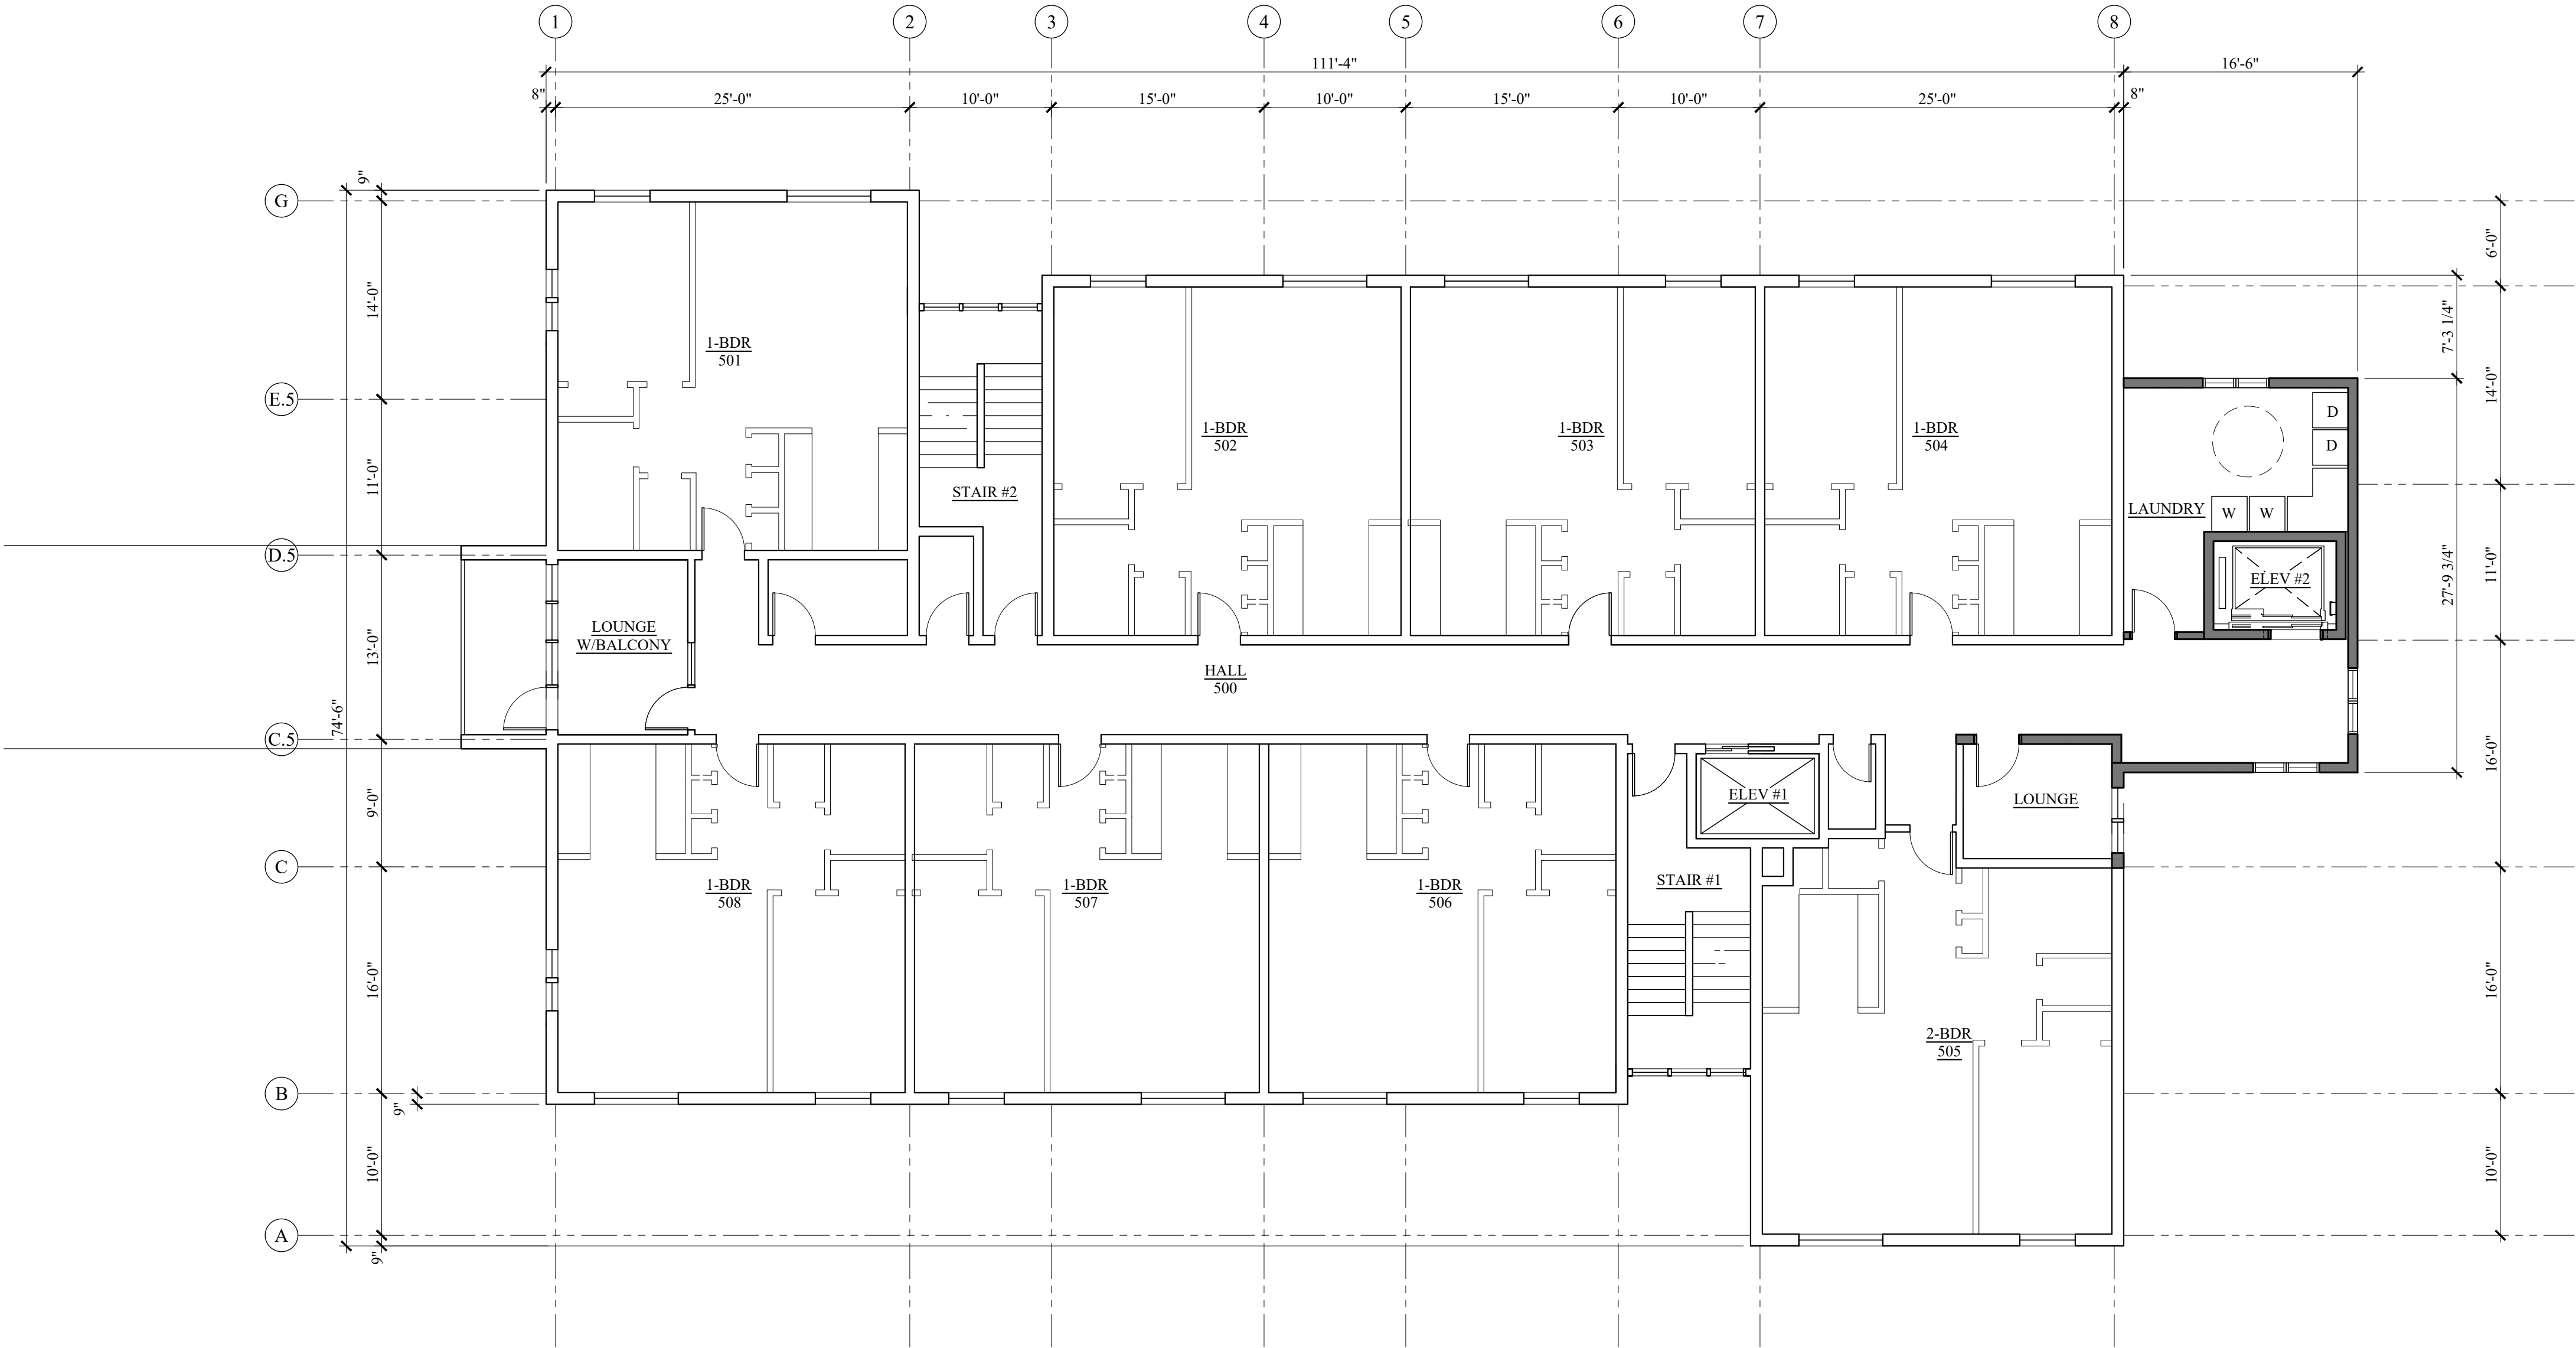 1
2
3
4
5
6
7
8
111'-4"
16'-6"
8"
25'-0"
10'-0"
15'-0"
10'-0"
15'-0"
10'-0"
25'-0"
8"
G
E.5
D.5
C.5
C
B
A
9"
14'-0"
11'-0"
13'-0"
74'-6"
9'-0"
16'-0"
9"
10'-0"
9"
1-BDR
501
STAIR #2
1-BDR
502
1-BDR
503
1-BDR
504
LAUNDRY
D
D
W
W
ELEV #2
LOUNGE
W/BALCONY
HALL
500
1-BDR
508
1-BDR
507
1-BDR
506
STAIR #1
ELEV #1
LOUNGE
2-BDR
505
6'-0"
7'-3 1/4"
14'-0"
11'-0"
27'-9 3/4"
16'-0"
16'-0"
10'-0"